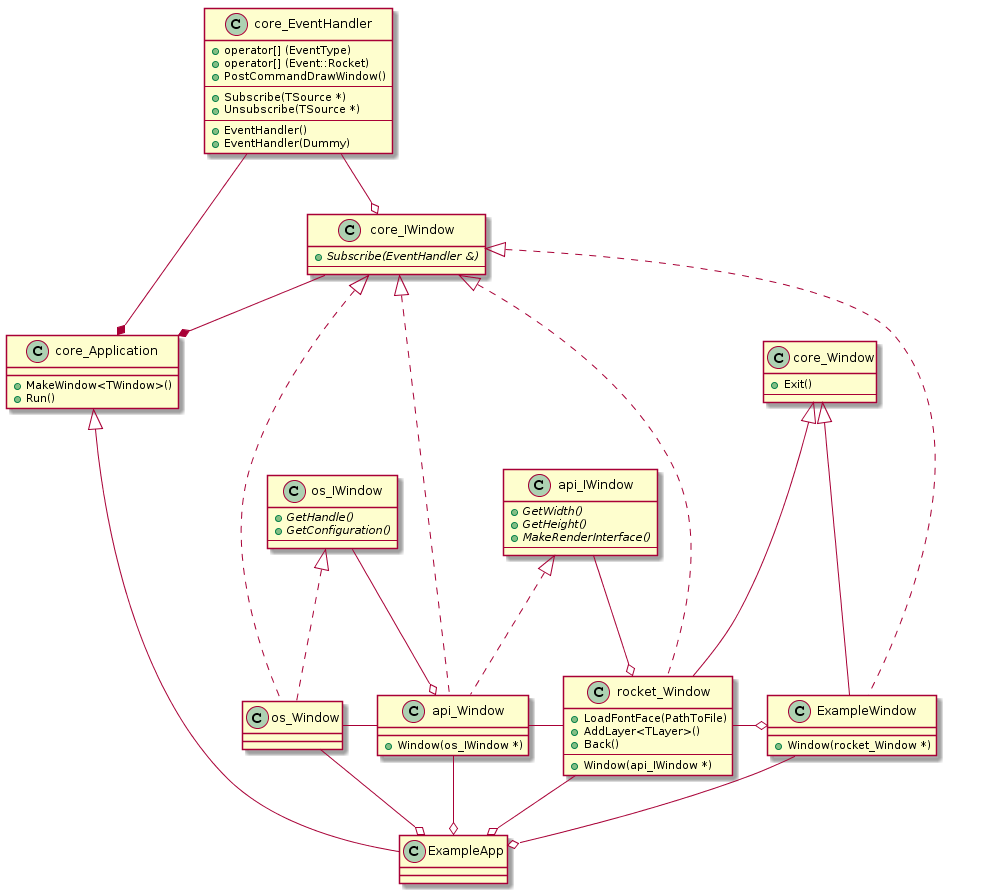 C core_EventHandler
operator[] (EventType)
operator[] (Event::Rocket)
PostCommandDrawWindow()
Subscribe(TSource *)
Unsubscribe(TSource *)
EventHandler()
EventHandler(Dummy)
C core_IWindow
Subscribe(EventHandler &)
C core_Application
MakeWindow<TWindow>()
Run()
C core_Window
Exit()
C os_IWindow
GetHandle()
GetConfiguration()
C api_IWindow
GetWidth()
GetHeight()
MakeRenderInterface()
C os_Window
C api_Window
Window(os_IWindow *)
C rocket_Window
LoadFontFace(PathToFile)
AddLayer<TLayer>()
Back()
Window(api_IWindow *)
C ExampleWindow
Window(rocket_Window *)
C ExampleApp